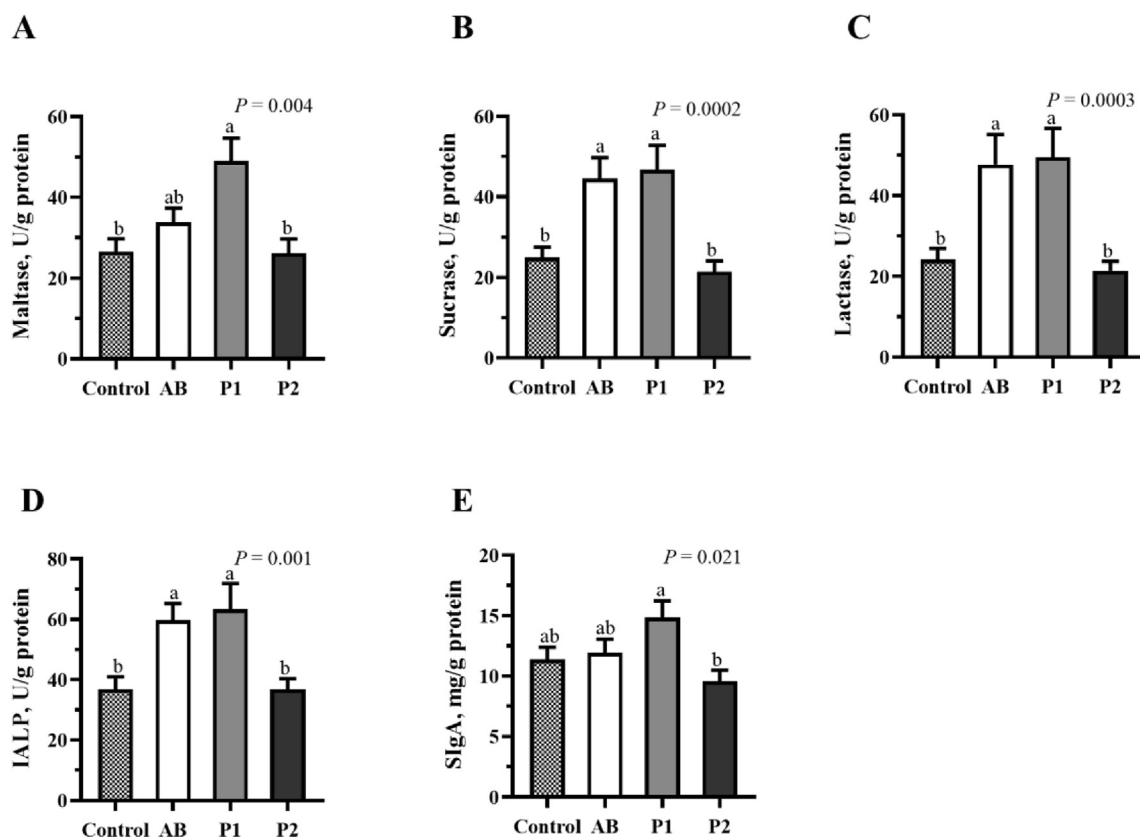 A
P = 0.004
Maltase, U/g protein
60
40
20
0
b
ab
a
b
Control AB P1 P2
B
P = 0.0002
Sucrase, U/g protein
60
40
20
0
b
a
a
b
Control AB P1 P2
C
P = 0.0003
Lactase, U/g protein
60
40
20
0
b
a
a
b
Control AB P1 P2
D
P = 0.001
IALP, U/g protein
80
60
40
20
0
b
a
a
b
Control AB P1 P2
E
P = 0.021
SIgA, mg/g protein
20
15
10
5
0
ab
ab
a
b
Control AB P1 P2